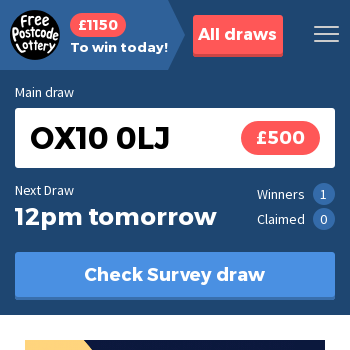 Free
Postcode
Lottery
£1150
To win today!
All draws
Main draw
OX10 0LJ
£500
Next Draw
12pm tomorrow
Winners 1
Claimed 0
Check Survey draw